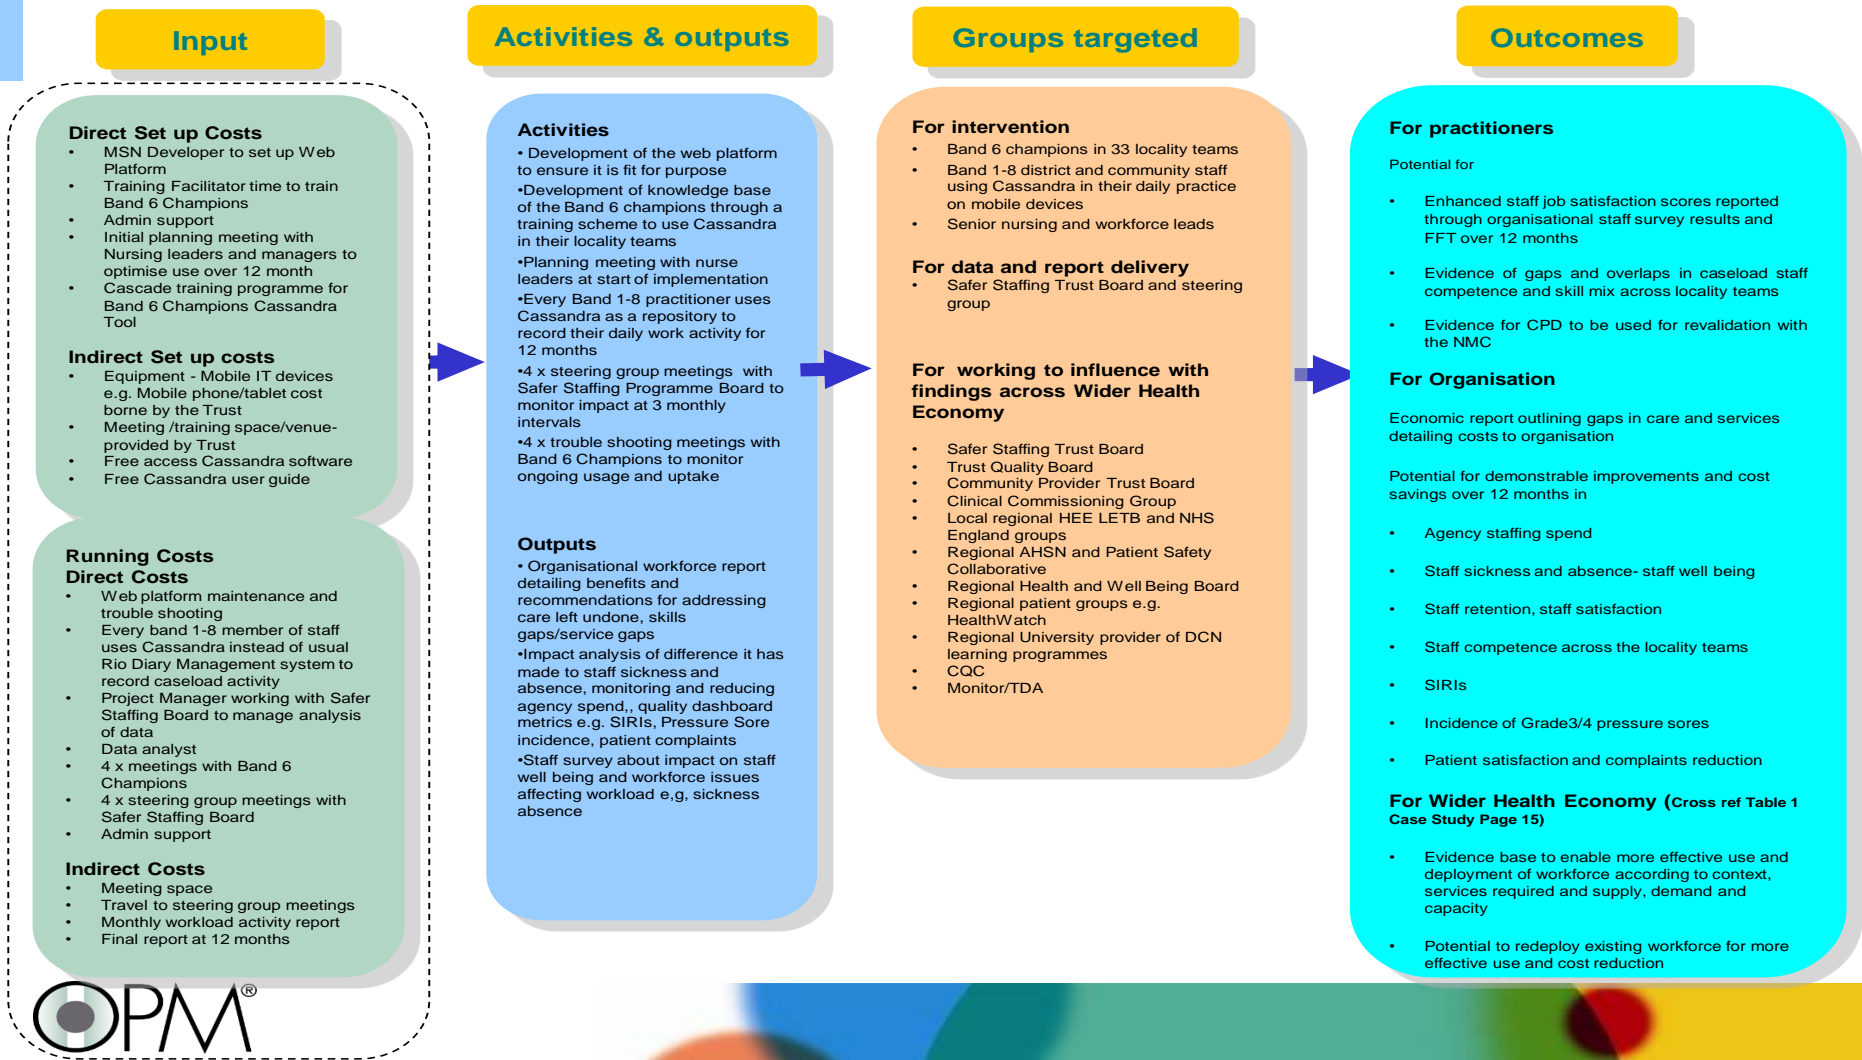 Input
Direct Set up Costs
• MSN Developer to set up Web
Platform
• Training Facilitator time to train
Band 6 Champions
• Admin support
• Initial planning meeting with
Nursing leaders and managers to
optimise use over 12 month
• Cascade training programme for
Band 6 Champions Cassandra
Tool
Indirect Set up costs
• Equipment - Mobile IT devices
e.g. Mobile phone/tablet cost
borne by the Trust
• Meeting /training space/venue-
provided by Trust
• Free access Cassandra software
• Free Cassandra user guide
Running Costs
Direct Costs
• Web platform maintenance and
trouble shooting
• Every band 1-8 member of staff
uses Cassandra instead of usual
Rio Diary Management system to
record caseload activity
• Project Manager working with Safer
Staffing Board to manage analysis
of data
• Data analyst
• 4 x meetings with Band 6
Champions
• 4 x steering group meetings with
Safer Staffing Board
• Admin support
Indirect Costs
• Meeting space
• Travel to steering group meetings
• Monthly workload activity report
• Final report at 12 months
OPM®
Activities & outputs
Activities
• Development of the web platform
to ensure it is fit for purpose
•Development of knowledge base
of the Band 6 champions through a
training scheme to use Cassandra
in their locality teams
•Planning meeting with nurse
leaders at start of implementation
•Every Band 1-8 practitioner uses
Cassandra as a repository to
record their daily work activity for
12 months
•4 x steering group meetings with
Safer Staffing Programme Board to
monitor impact at 3 monthly
intervals
•4 x trouble shooting meetings with
Band 6 Champions to monitor
ongoing usage and uptake
Outputs
• Organisational workforce report
detailing benefits and
recommendations for addressing
care left undone, skills
gaps/service gaps
•Impact analysis of difference it has
made to staff sickness and
absence, monitoring and reducing
agency spend,, quality dashboard
metrics e.g. SIRIs, Pressure Sore
incidence, patient complaints
•Staff survey about impact on staff
well being and workforce issues
affecting workload e,g, sickness
absence
Groups targeted
For intervention
• Band 6 champions in 33 locality teams
• Band 1-8 district and community staff
using Cassandra in their daily practice
on mobile devices
• Senior nursing and workforce leads
For data and report delivery
• Safer Staffing Trust Board and steering
group
For working to influence with
findings across Wider Health
Economy
• Safer Staffing Trust Board
• Trust Quality Board
• Community Provider Trust Board
• Clinical Commissioning Group
• Local regional HEE LETB and NHS
England groups
• Regional AHSN and Patient Safety
Collaborative
• Regional Health and Well Being Board
• Regional patient groups e.g.
HealthWatch
• Regional University provider of DCN
learning programmes
• CQC
• Monitor/TDA
Outcomes
For practitioners
Potential for
• Enhanced staff job satisfaction scores reported
through organisational staff survey results and
FFT over 12 months
• Evidence of gaps and overlaps in caseload staff
competence and skill mix across locality teams
• Evidence for CPD to be used for revalidation with
the NMC
For Organisation
Economic report outlining gaps in care and services
detailing costs to organisation
Potential for demonstrable improvements and cost
savings over 12 months in
• Agency staffing spend
• Staff sickness and absence- staff well being
• Staff retention, staff satisfaction
• Staff competence across the locality teams
• SIRIs
• Incidence of Grade3/4 pressure sores
• Patient satisfaction and complaints reduction
For Wider Health Economy (Cross ref Table 1
Case Study Page 15)
• Evidence base to enable more effective use and
deployment of workforce according to context,
services required and supply, demand and
capacity
• Potential to redeploy existing workforce for more
effective use and cost reduction